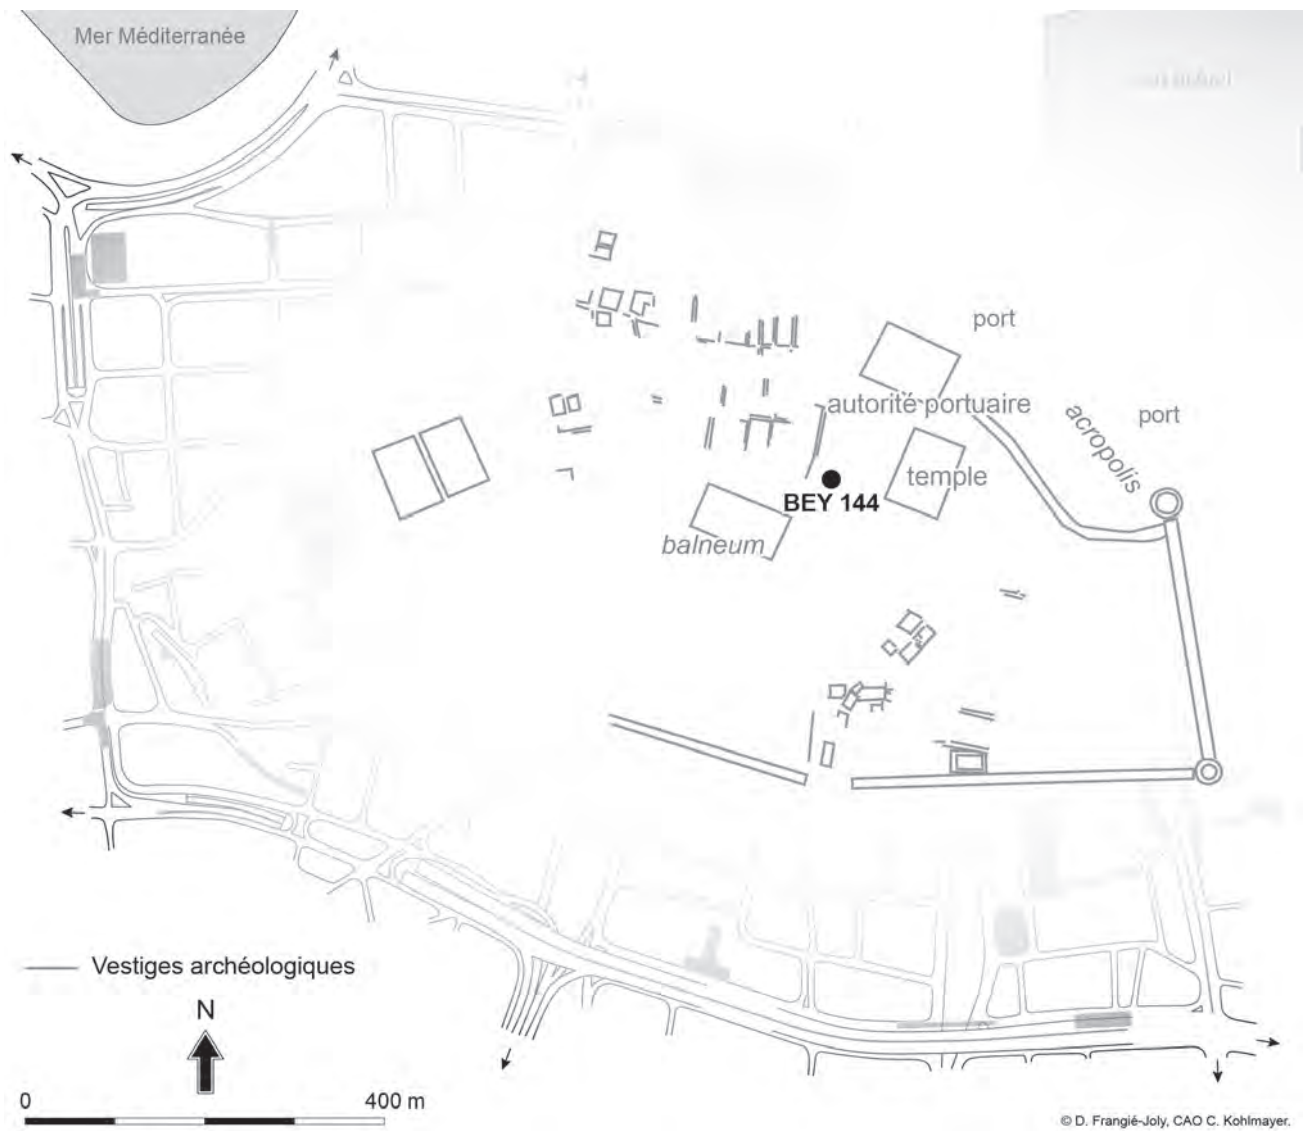 Mer Méditerranée
port
autorité portuaire
acropolis
port
temple
BEY 144
balneum
Vestiges archéologiques
N
0
400 m
© D. Frangié-Joly, CAO C. Kohlmayer.